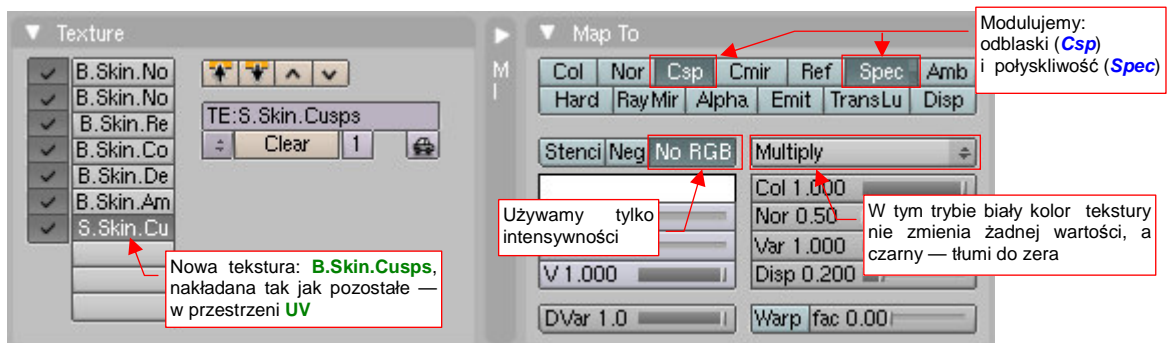 Texture
B.Skin.No
B.Skin.No
B.Skin.Re
B.Skin.Co
B.Skin.De
B.Skin.Am
S.Skin.Cu
TE:S.Skin.Cusps
Clear 1
Nowa tekstura: B.Skin.Cusps,
nakładana tak jak pozostałe —
w przestrzeni UV
M
Map To
Col Nor Csp Cmir Ref Spec Amb
Hard RayMir Alpha Emit TransLu Disp
Modulujemy:
odblaski (Csp)
i połyskliwość (Spec)
Stenci Neg No RGB
Multiply
Używamy tylko
intensywności
V 1.000
DVar 1.0
Col 1.000
Nor 0.50
Var 1.000
Disp 0.200
Warp fac 0.00
W tym trybie biały kolor tekstury
nie zmienia żadnej wartości, a
czarny — tłumi do zera